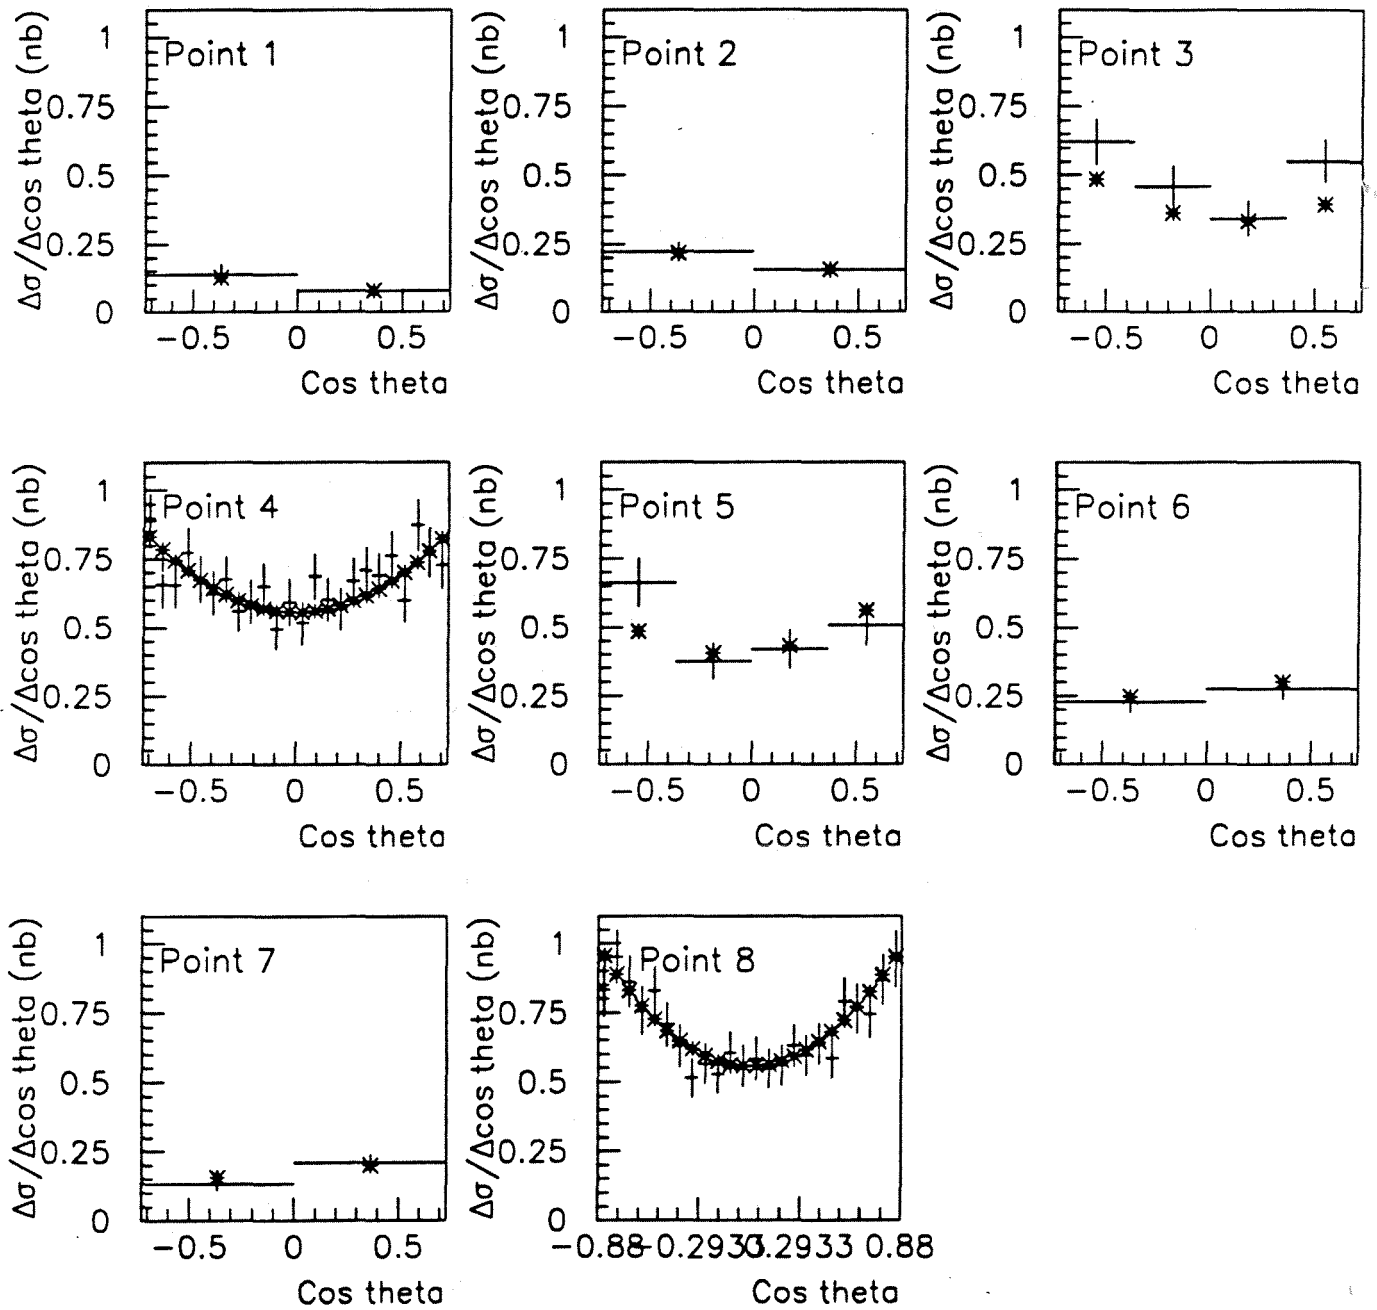 Point 1
Δσ/Δcos theta (nb)
1
0.75
0.5
0.25
0
−0.5 0 0.5
Cos theta
Point 2
Δσ/Δcos theta (nb)
1
0.75
0.5
0.25
0
−0.5 0 0.5
Cos theta
Point 3
Δσ/Δcos theta (nb)
1
0.75
0.5
0.25
0
−0.5 0 0.5
Cos theta
Point 4
Δσ/Δcos theta (nb)
1
0.75
0.5
0.25
0
−0.5 0 0.5
Cos theta
Point 5
Δσ/Δcos theta (nb)
1
0.75
0.5
0.25
0
−0.5 0 0.5
Cos theta
Point 6
Δσ/Δcos theta (nb)
1
0.75
0.5
0.25
0
−0.5 0 0.5
Cos theta
Point 7
Δσ/Δcos theta (nb)
1
0.75
0.5
0.25
0
−0.5 0 0.5
Cos theta
Point 8
Δσ/Δcos theta (nb)
1
0.75
0.5
0.25
0
−0.88 −0.2933 0.2933 0.88
Cos theta